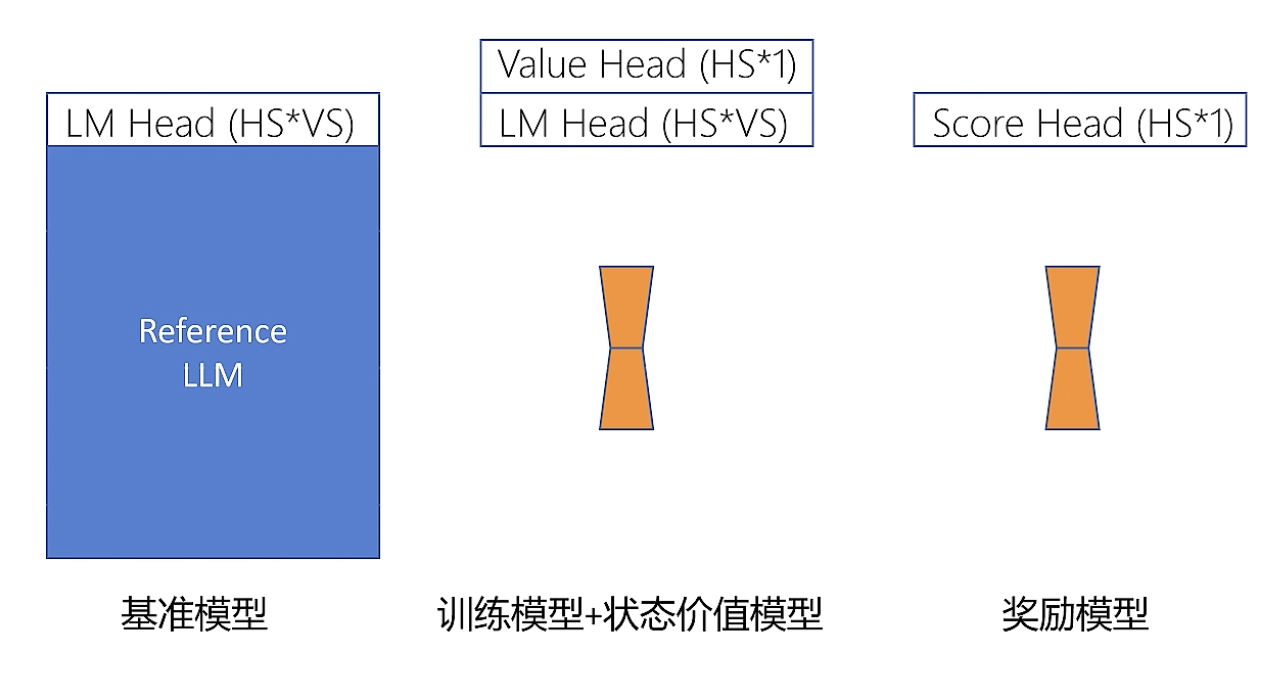 Value Head (HS*1)
LM Head (HS*VS)
LM Head (HS*VS)
Score Head (HS*1)
Reference
LLM
基准模型
训练模型+状态价值模型
奖励模型